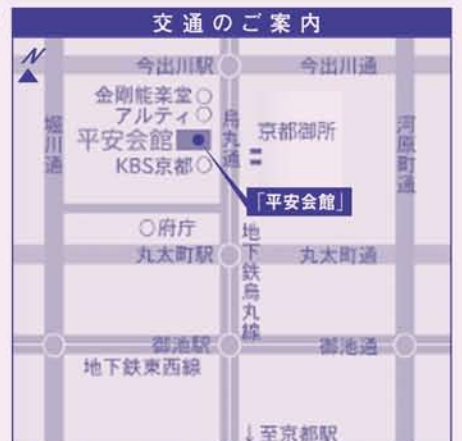 交通のご案内
N
今出川駅
今出川通
金剛能楽堂○
アルティ○
平安会館
KBS京都○
堀川通
烏丸通
京都御所
河原町通
「平安会館」
○府庁
丸太町駅
丸太町通
地下鉄烏丸線
御池駅
御池通
地下鉄東西線
↓至京都駅